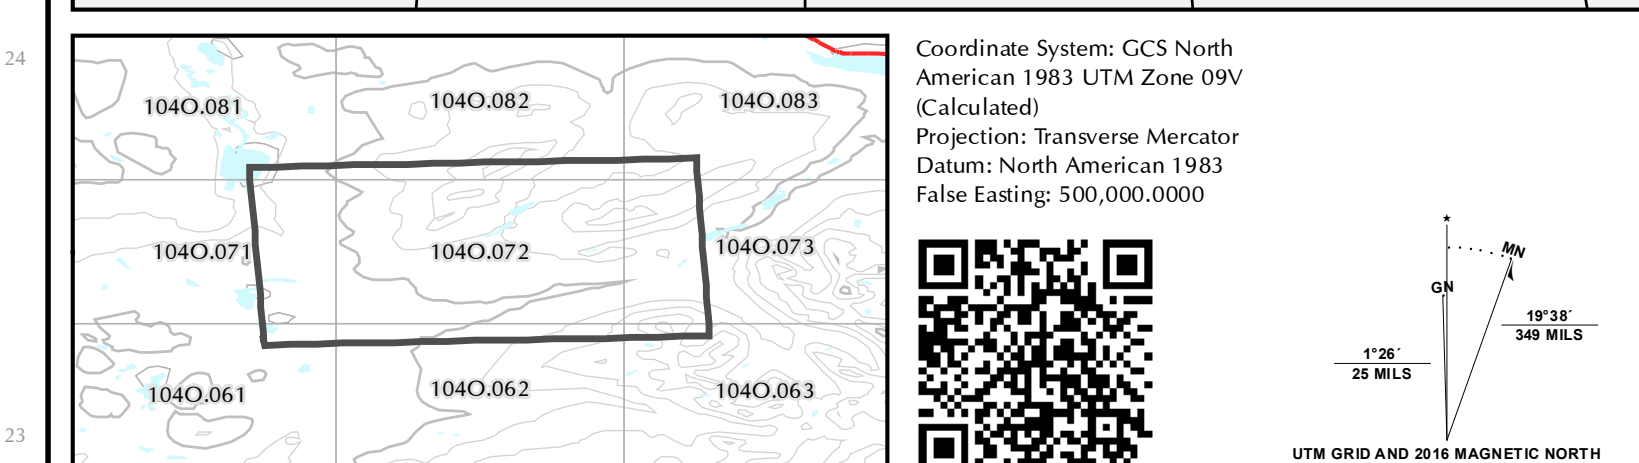 24
104O.081
104O.082
104O.083
104O.071
104O.072
104O.073
104O.061
104O.062
104O.063
23
Coordinate System: GCS North
American 1983 UTM Zone 09V
(Calculated)
Projection: Transverse Mercator
Datum: North American 1983
False Easting: 500,000.0000
MN
GN
19°38´
349 MILS
1°26´
25 MILS
UTM GRID AND 2016 MAGNETIC NORTH